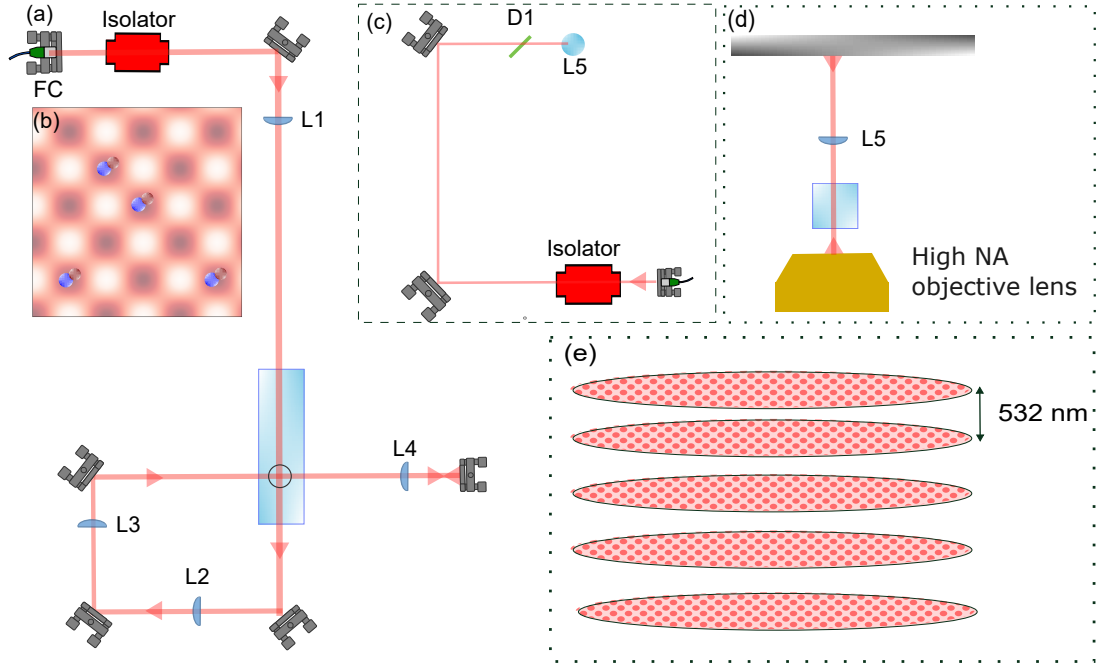 (a)
Isolator
FC
(b)
L1
L4
L3
L2
(c)
D1
L5
Isolator
(d)
L5
High NA
objective lens
(e)
532 nm